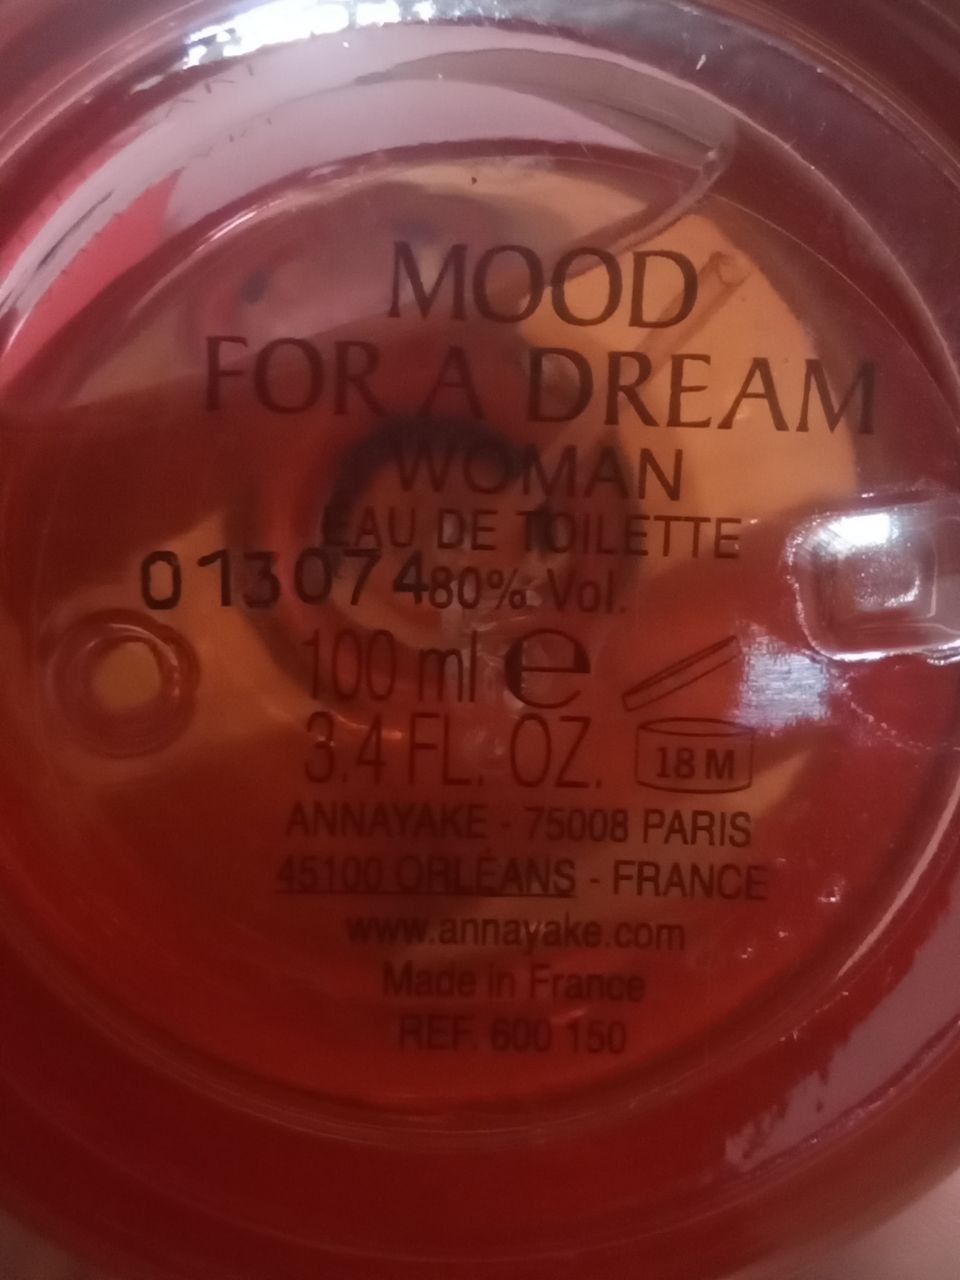 MOOD
FOR A DREAM
WOMAN
EAU DE TOILETTE
013074 80% Vol.
100 ml e
3.4 FL. OZ. 18 M
ANNAYAKE - 75008 PARIS
45100 ORLÉANS - FRANCE
www.annayake.com
Made in France
REF. 600 150